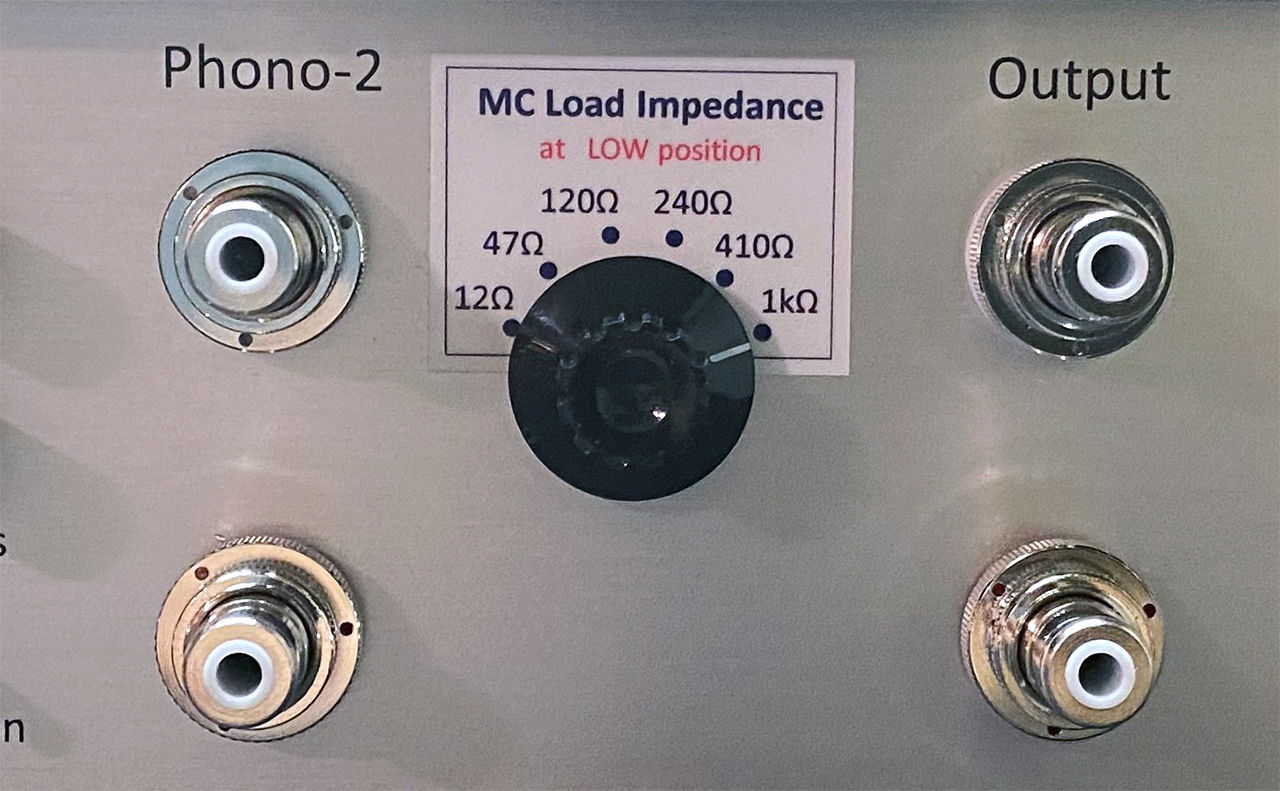 Phono-2
MC Load Impedance
at LOW position
120Ω 240Ω
47Ω 410Ω
12Ω 1kΩ
Output
s
n